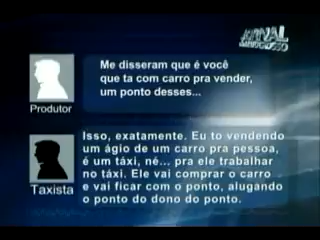 JORNAL
Me disseram que é você
que ta com carro pra vender,
um ponto desses...
Produtor
Isso, exatamente. Eu to vendendo
um ágio de um carro pra pessoa,
é um táxi, né... pra ele trabalhar
no táxi. Ele vai comprar o carro
e vai ficar com o ponto, alugando
o ponto do dono do ponto.
Taxista